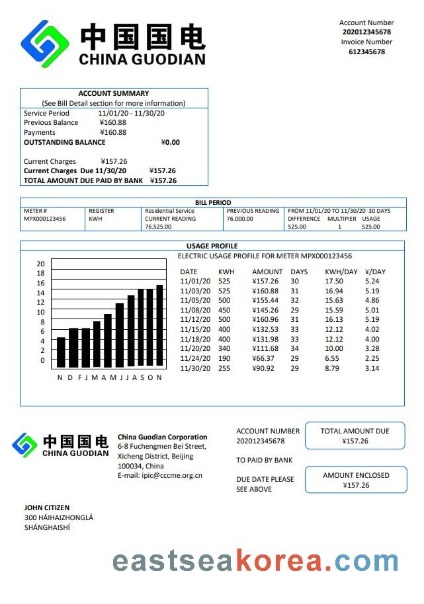 中国国电
CHINA GUODIAN
Account Number
202012345678
Invoice Number
612345678
ACCOUNT SUMMARY
(See Bill Detail section for more information)
Service Period 11/01/20 - 11/30/20
Previous Balance ¥160.88
Payments ¥160.88
OUTSTANDING BALANCE ¥0.00
Current Charges ¥157.26
Current Charges Due 11/30/20 ¥157.26
TOTAL AMOUNT DUE PAID BY BANK ¥157.26
BILL PERIOD
METER # REGISTER Residential Service PREVIOUS READING FROM 11/01/20 TO 11/30/20 30 DAYS
MPX000123456 KWH CURRENT READING 76.000.00 DIFFERENCE MULTIPIER USAGE
76.525.00 525.00 1 525.00
USAGE PROFILE
ELECTRIC USAGE PROFILE FOR METER MPX000123456
20
18
16
14
12
10
8
6
4
2
0
N D F J M A M J J A S O N
DATE KWH AMOUNT DAYS KWH/DAY ¥/DAY
11/01/20 525 ¥157.26 30 17.50 5.24
11/03/20 525 ¥160.88 31 16.94 5.19
11/05/20 500 ¥155.44 32 15.63 4.86
11/08/20 450 ¥145.26 29 15.91 5.01
11/12/20 500 ¥160.96 31 16.13 5.19
11/15/20 400 ¥132.53 33 12.12 4.02
11/18/20 400 ¥131.98 33 12.12 4.00
11/20/20 340 ¥111.68 34 10.00 3.28
11/24/20 190 ¥66.37 29 6.55 2.25
11/30/20 255 ¥90.92 29 8.79 3.14
中国国电
CHINA GUODIAN
China Guodian Corporation
6-8 Fuchengmen Bei Street,
Xicheng District, Beijing
100034, China
E-mail: ipic@cccme.org.cn
ACCOUNT NUMBER
202012345678
TO PAID BY BANK
DUE DATE PLEASE
SEE ABOVE
TOTAL AMOUNT DUE
¥157.26
AMOUNT ENCLOSED
¥157.26
JOHN CITIZEN
300 HÁIHAIZHONGLÁ
SHÁNGHAISHÍ
eastseakorea.com